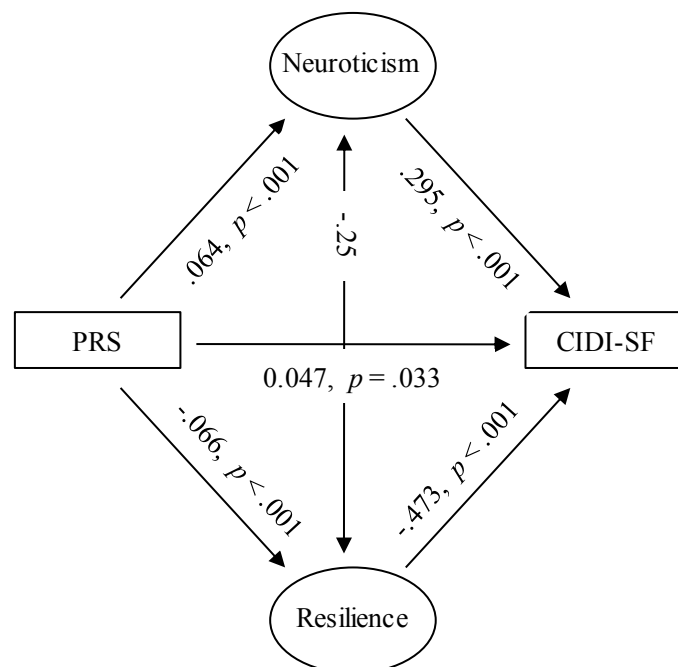 Neuroticism
.064, p < .001
.295, p < .001
-.25
PRS
CIDI-SF
0.047, p = .033
-.066, p < .001
-.473, p < .001
Resilience